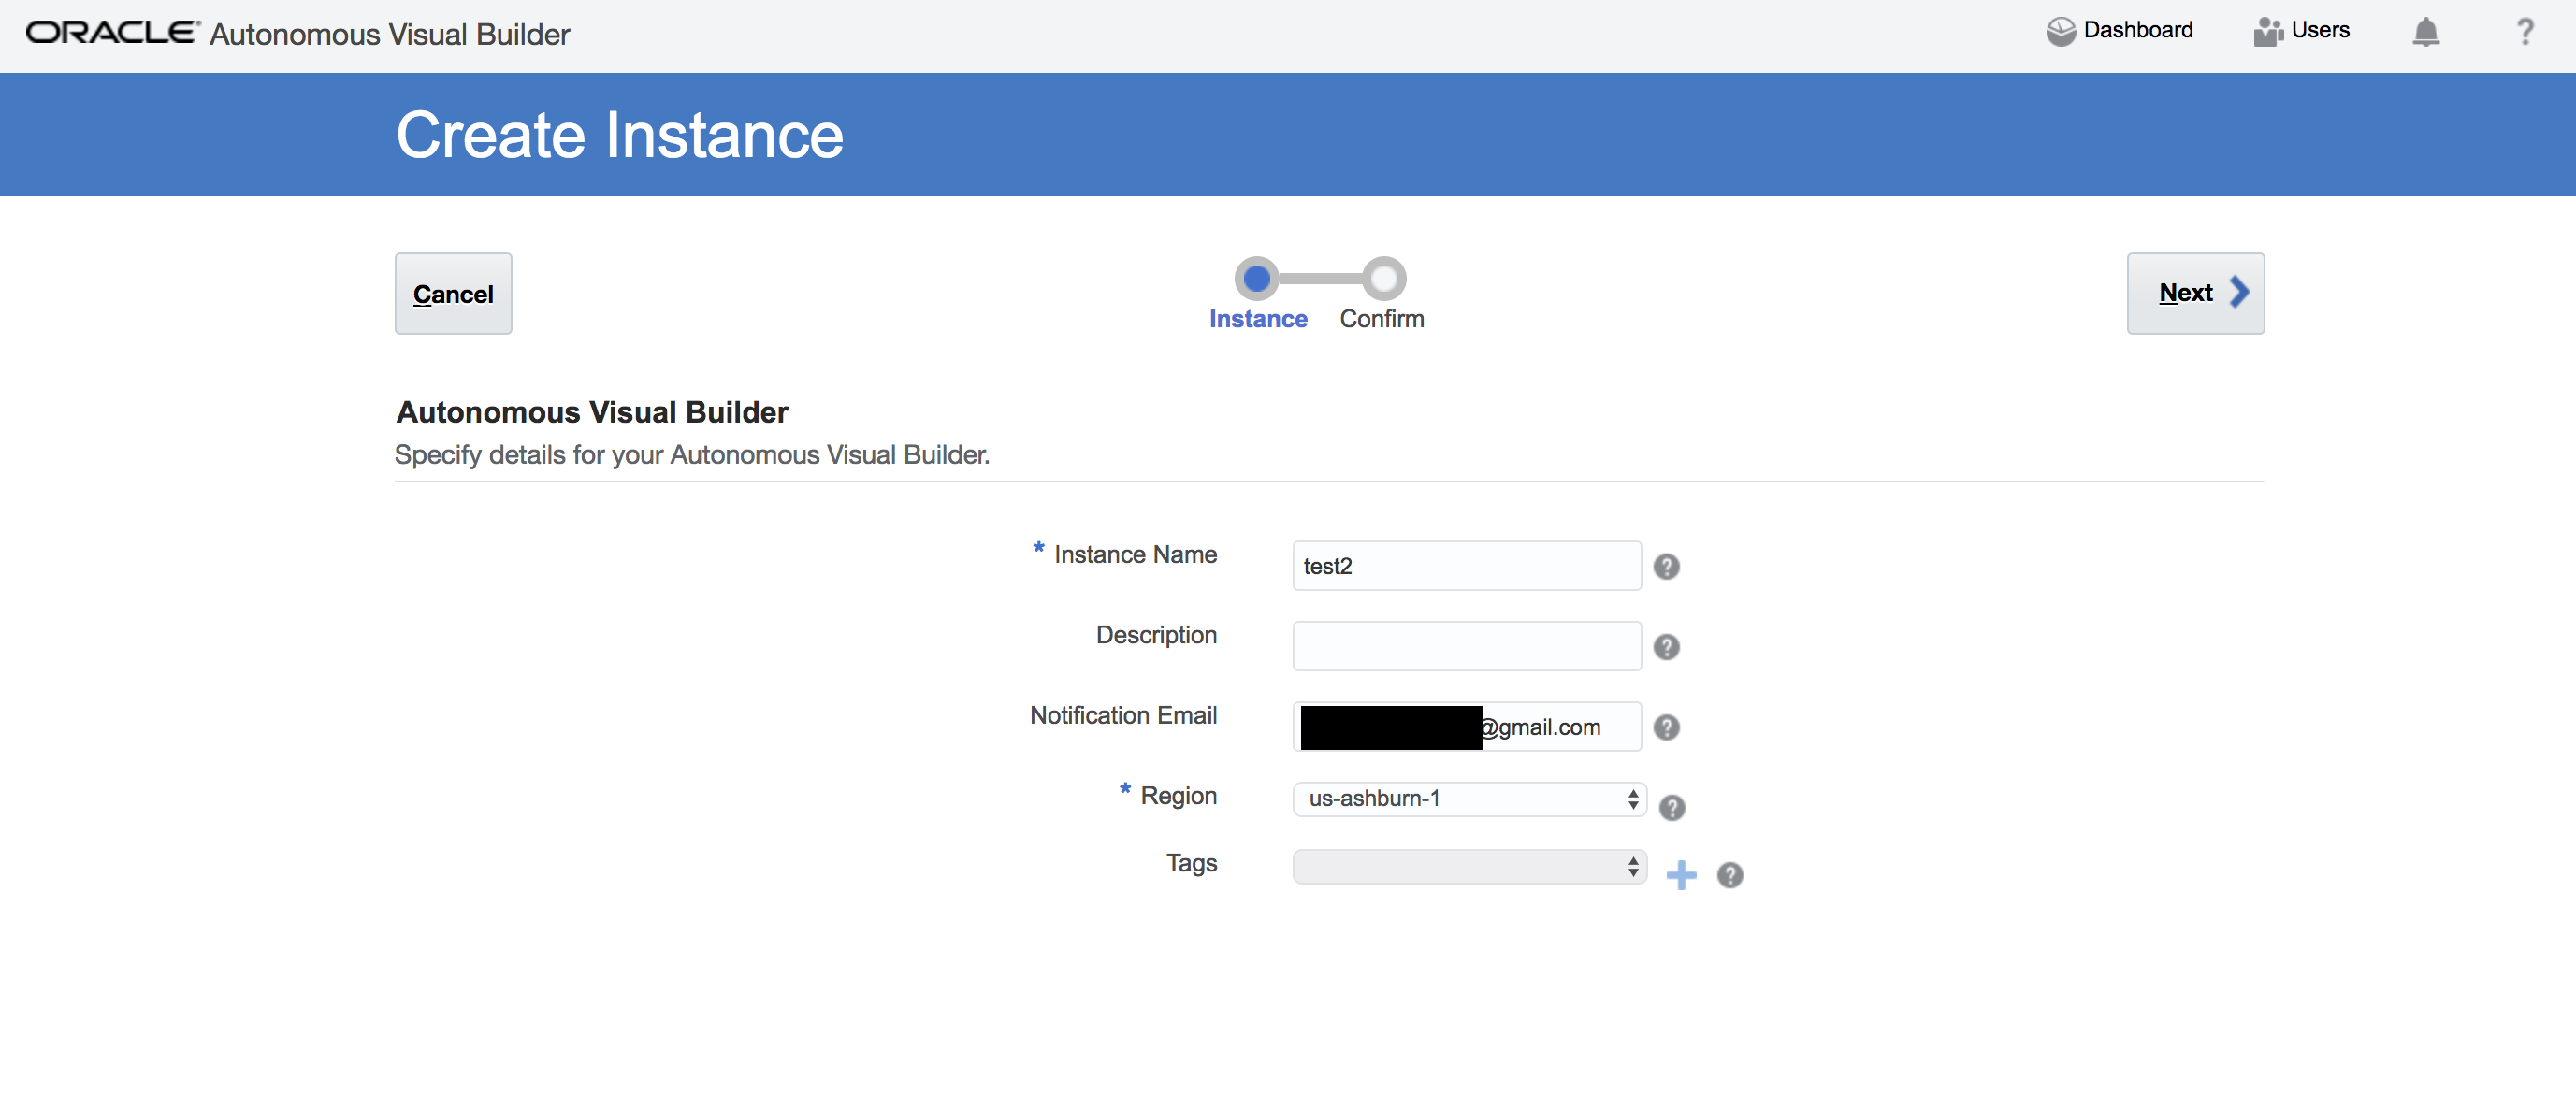 ORACLE® Autonomous Visual Builder
Dashboard
Users
?
Create Instance
Cancel
Instance
Confirm
Next
Autonomous Visual Builder
Specify details for your Autonomous Visual Builder.
* Instance Name
test2
?
Description
?
Notification Email
@gmail.com
?
* Region
us-ashburn-1
?
Tags
?